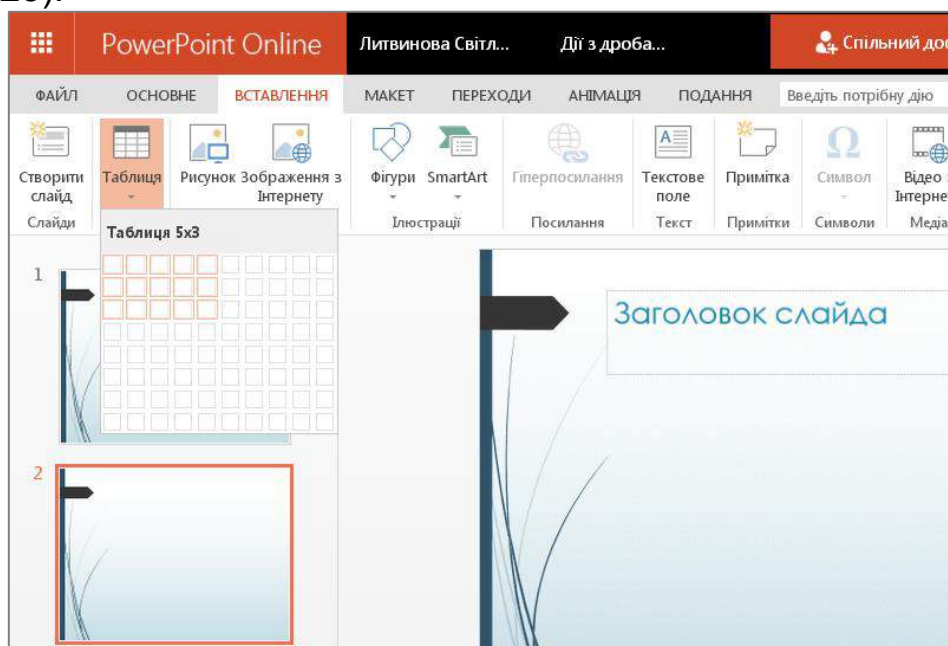 PowerPoint Online Литвинова Світл... Дії з дроба... Спільний дос
ФАЙЛ ОСНОВНЕ ВСТАВЛЕННЯ МАКЕТ ПЕРЕХОДИ АНІМАЦІЯ ПОДАННЯ Введіть потрібну дію
Створити слайд Таблиця Рисунок Зображення з Інтернету Фігури SmartArt Гіперпосилання Текстове поле Примітка Символ Відео з Інтерне
Слайди Ілюстрації Посилання Текст Примітки Символи Медіа
Таблиця 5x3
1
Заголовок слайда
2